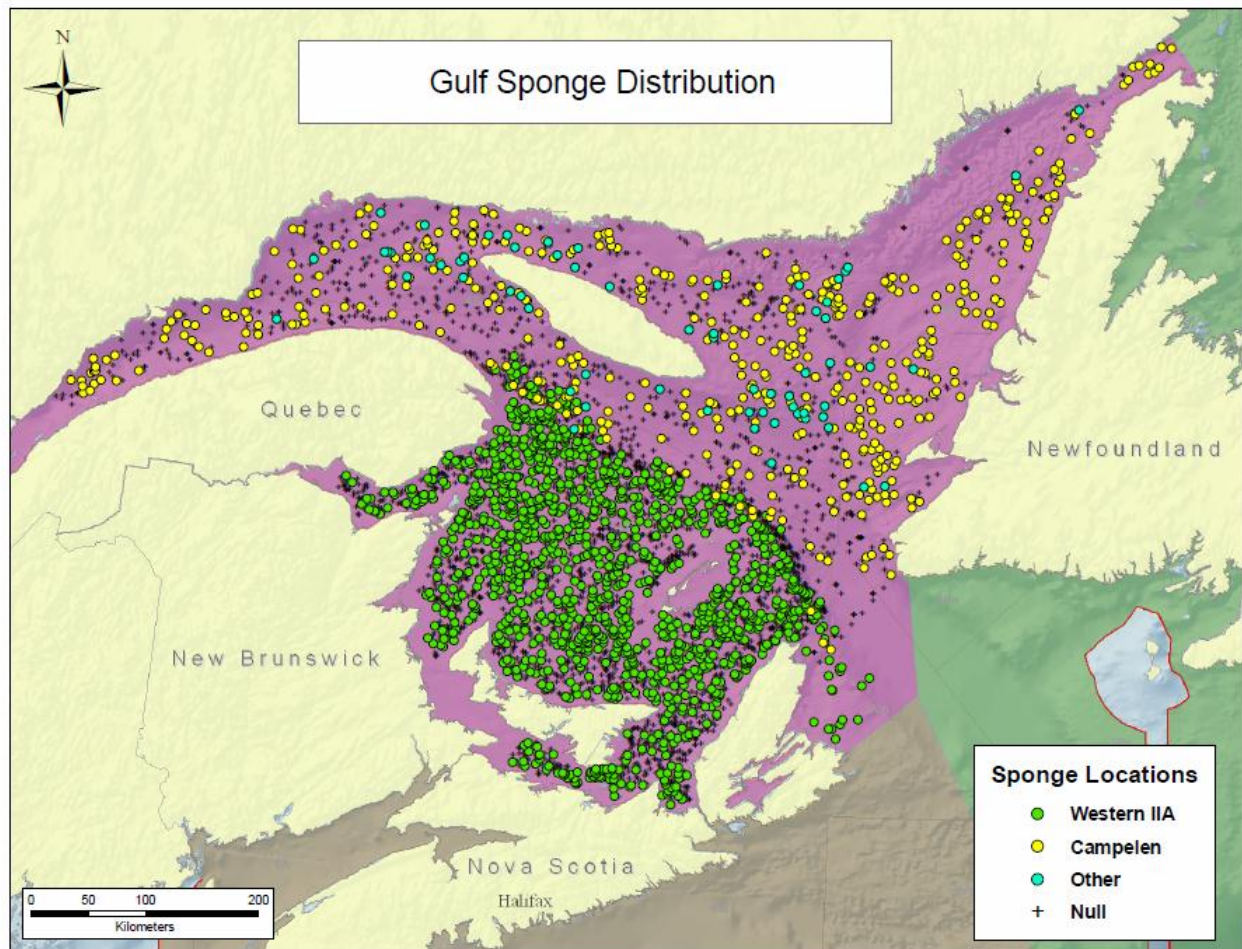 N
Gulf Sponge Distribution
Quebec
Newfoundland
New Brunswick
Nova Scotia
Halifax
Sponge Locations
Western IIA
Campelen
Other
Null
0 50 100 200
Kilometers